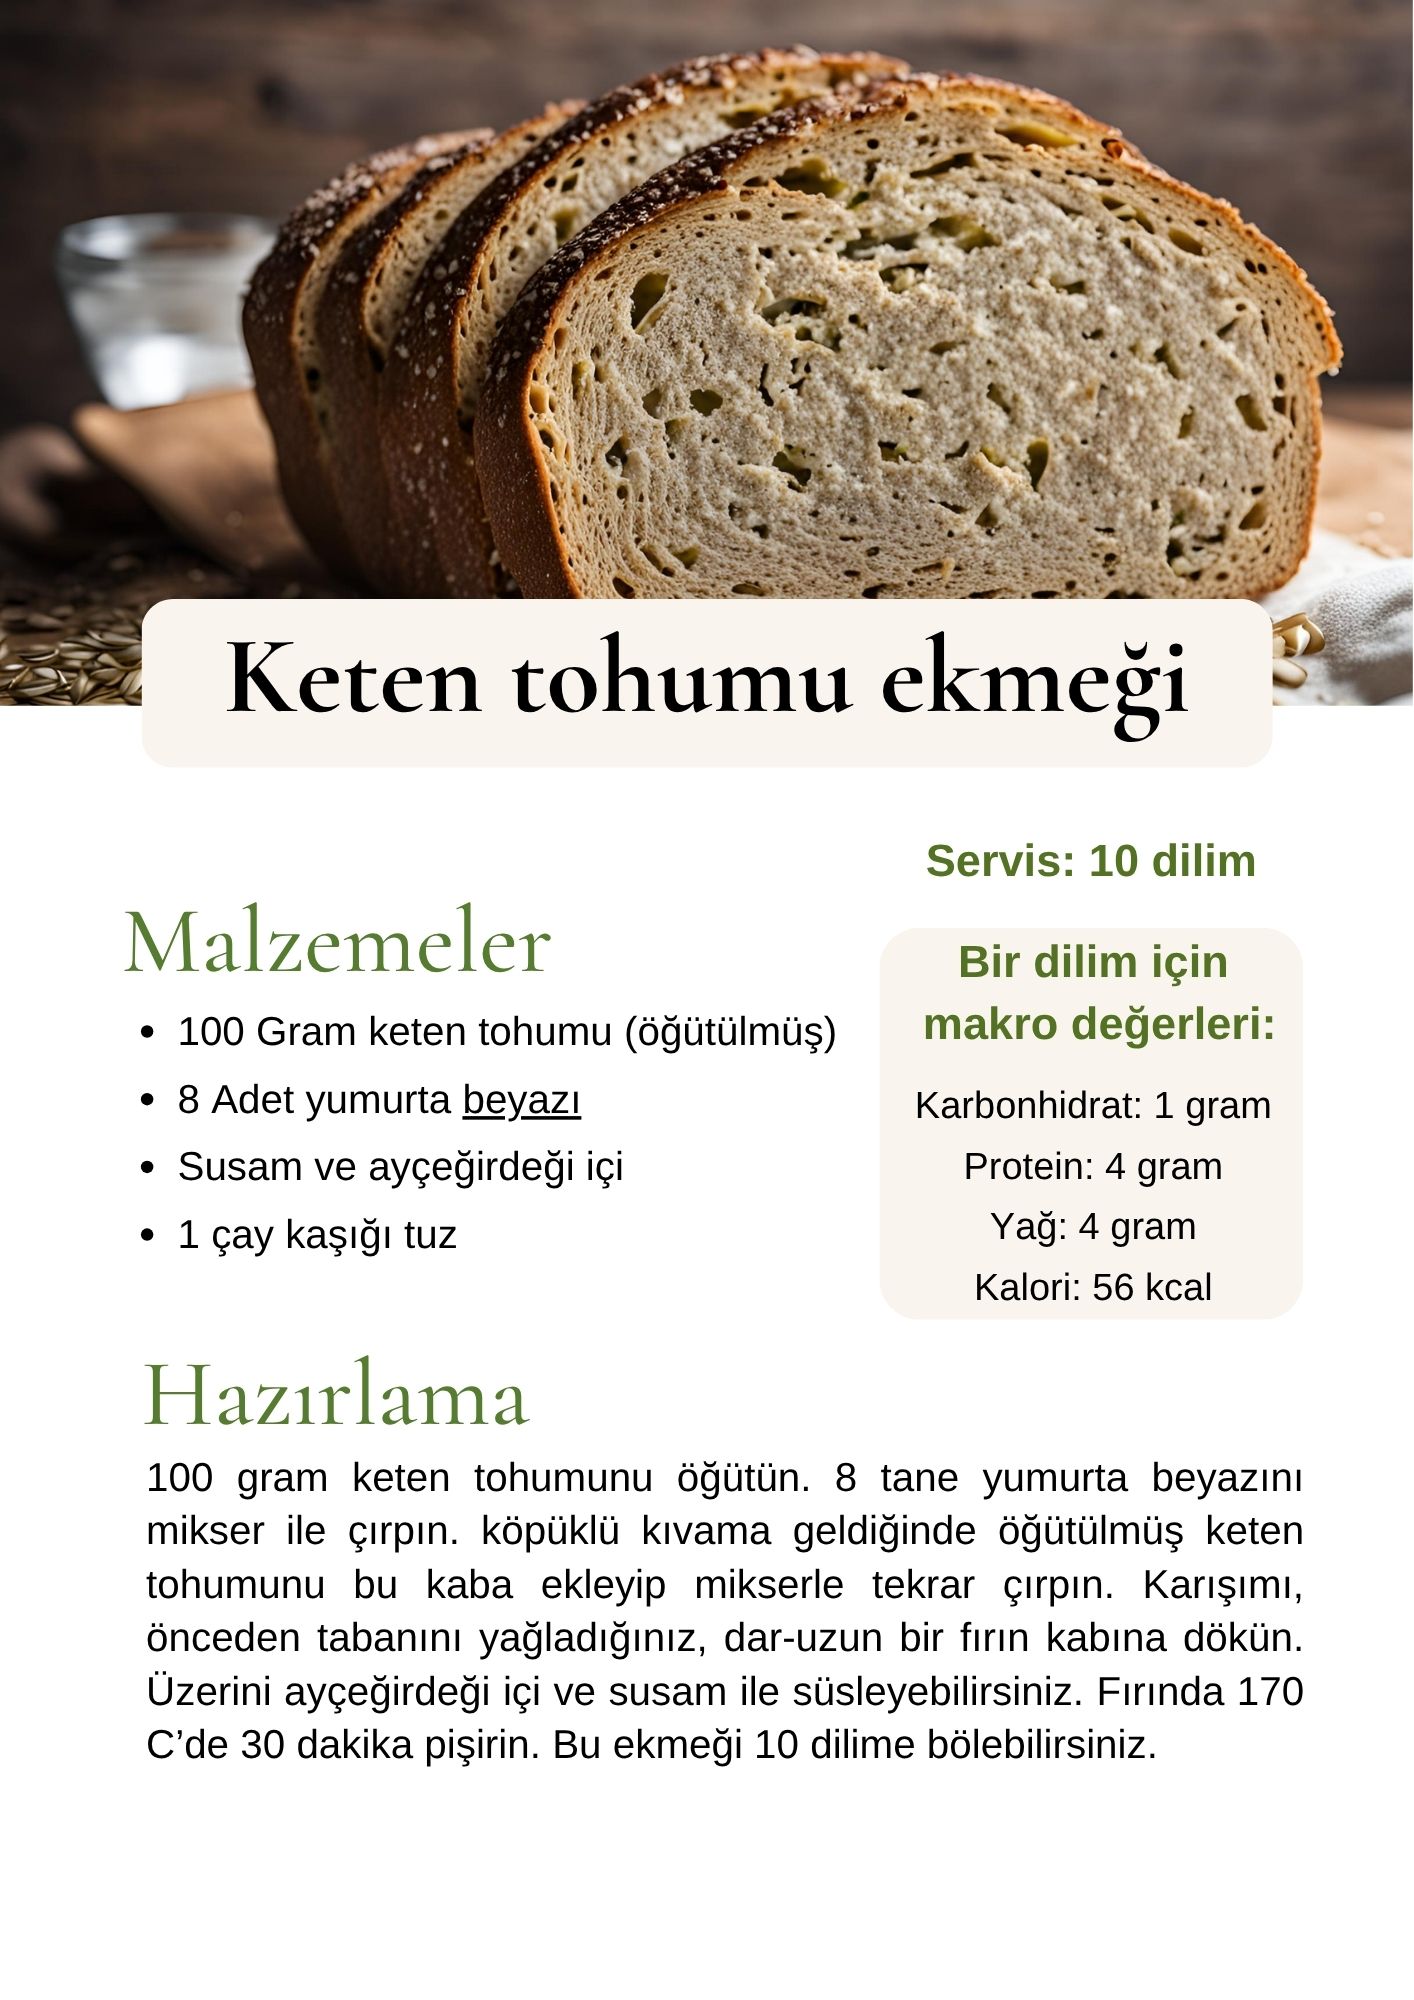 Keten tohumu ekmeği
Servis: 10 dilim
Malzemeler
• 100 Gram keten tohumu (öğütülmüş)
• 8 Adet yumurta beyazı
• Susam ve ayçeğirdeği içi
• 1 çay kaşığı tuz
Bir dilim için
makro değerleri:
Karbonhidrat: 1 gram
Protein: 4 gram
Yağ: 4 gram
Kalori: 56 kcal
Hazırlama
100 gram keten tohumunu öğütün. 8 tane yumurta beyazını
mikser ile çırpın. köpüklü kıvama geldiğinde öğütülmüş keten
tohumunu bu kaba ekleyip mikserle tekrar çırpın. Karışımı,
önceden tabanını yağladığınız, dar-uzun bir fırın kabına dökün.
Üzerini ayçeğirdeği içi ve susam ile süsleyebilirsiniz. Fırında 170
C’de 30 dakika pişirin. Bu ekmeği 10 dilime bölebilirsiniz.